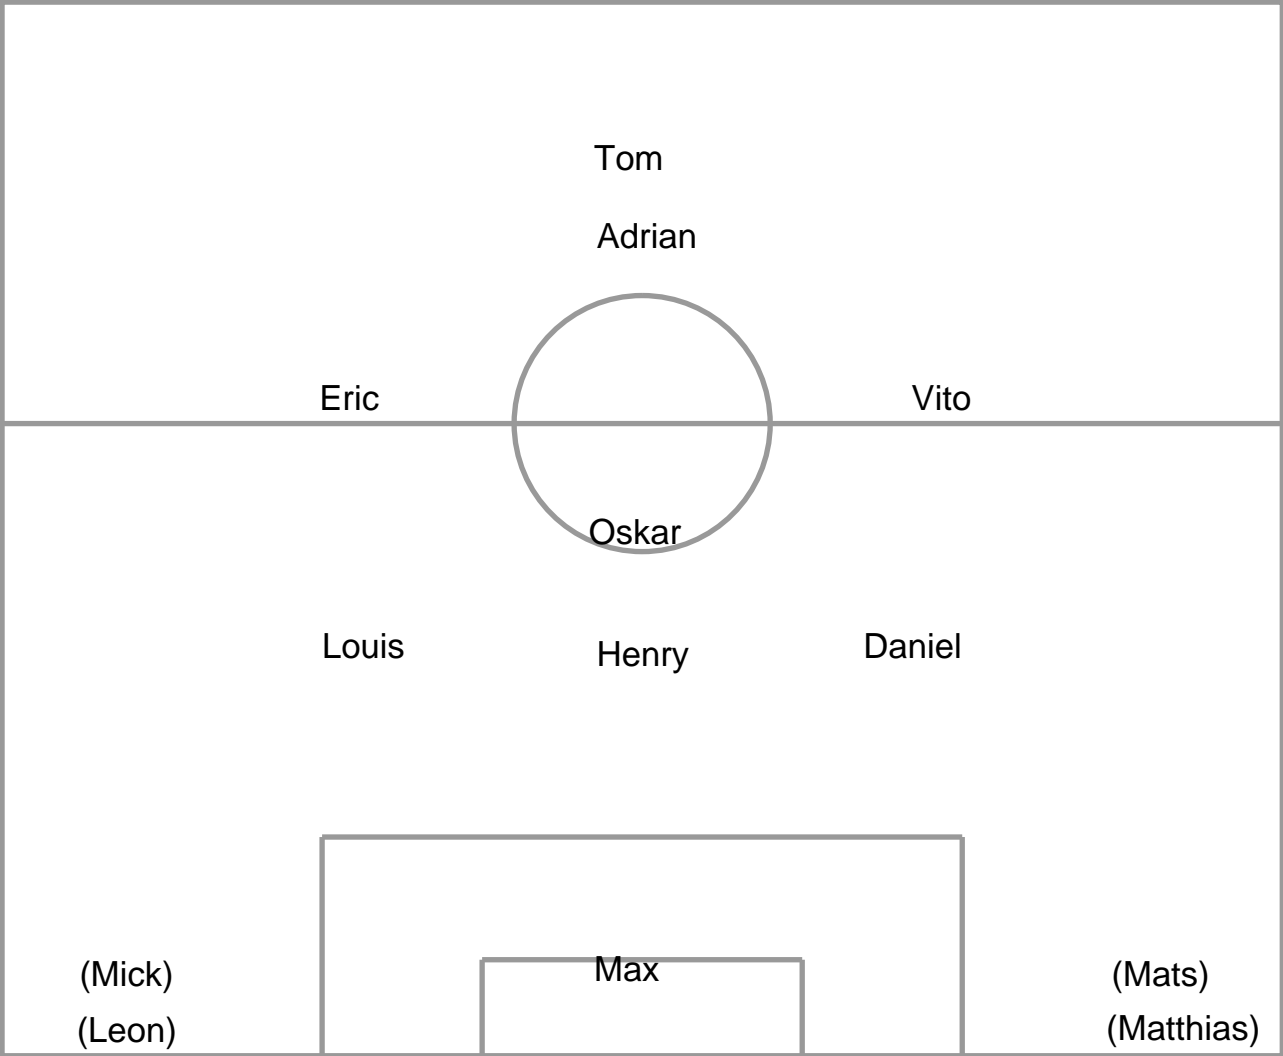 Tom
Adrian
Eric
Vito
Oskar
Louis
Henry
Daniel
Max
(Mick)
(Mats)
(Leon)
(Matthias)